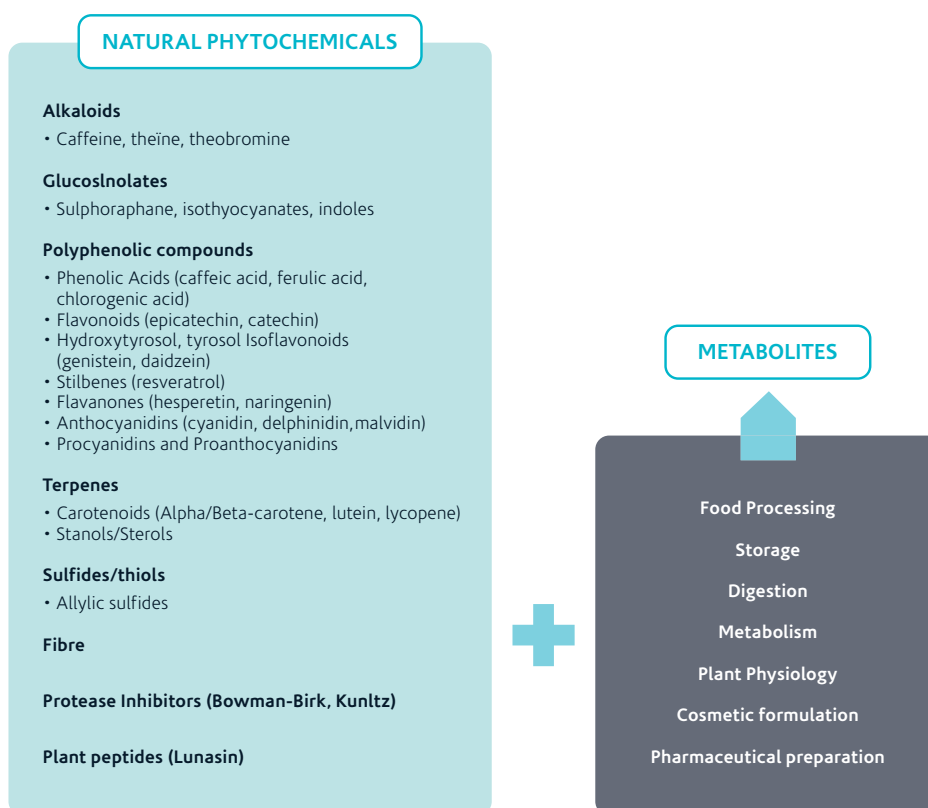 NATURAL PHYTOCHEMICALS
Alkaloids
• Caffeine, theïne, theobromine
Glucoslnolates
• Sulphoraphane, isothyocyanates, indoles
Polyphenolic compounds
• Phenolic Acids (caffeic acid, ferulic acid,
chlorogenic acid)
• Flavonoids (epicatechin, catechin)
• Hydroxytyrosol, tyrosol Isoflavonoids
(genistein, daidzein)
• Stilbenes (resveratrol)
• Flavanones (hesperetin, naringenin)
• Anthocyanidins (cyanidin, delphinidin,malvidin)
• Procyanidins and Proanthocyanidins
Terpenes
• Carotenoids (Alpha/Beta-carotene, lutein, lycopene)
• Stanols/Sterols
Sulfides/thiols
• Allylic sulfides
Fibre
Protease Inhibitors (Bowman-Birk, Kunltz)
Plant peptides (Lunasin)
METABOLITES
Food Processing
Storage
Digestion
Metabolism
Plant Physiology
Cosmetic formulation
Pharmaceutical preparation